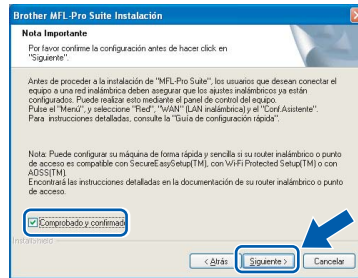 Brother MFL-Pro Suite Instalación
Nota Importante
Por favor confirme la configuración antes de hacer click en
"Siguiente".
Antes de proceder a la instalación de "MFL-Pro Suite", los usuarios que desean conectar el
equipo a una red inalámbrica deben asegurar que los ajustes inalámbricos ya están
configurados. Puede realizar esto mediante el panel de control del equipo.
Pulse el "Menú", y seleccione "Red", "WLAN" (LAN inalámbrica) y el "Conf.Asistente".
Para instrucciones detalladas, consulte la "Guía de configuración rápida".
Nota: Puede configurar su máquina de forma rápida y sencilla si su router inalámbrico o punto
de acceso es compatible con SecureEasySetup(TM), con Wi-Fi Protected Setup(TM) o con
AOSS(TM).
Encontrará las instrucciones detalladas en la documentación de su router inalámbrico o punto
de acceso.
Comprobado y confirmado
InstallShield
< Atrás Siguiente > Cancelar